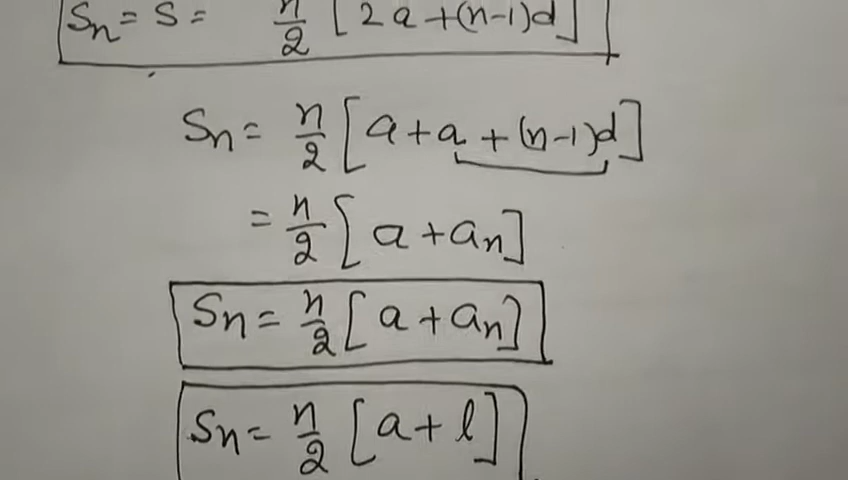 Sn = S = n/2 [2a+(n-1)d]
Sn = n/2 [a+a+(n-1)d]
= n/2 [a+an]
Sn = n/2 [a+an]
Sn = n/2 [a+l]